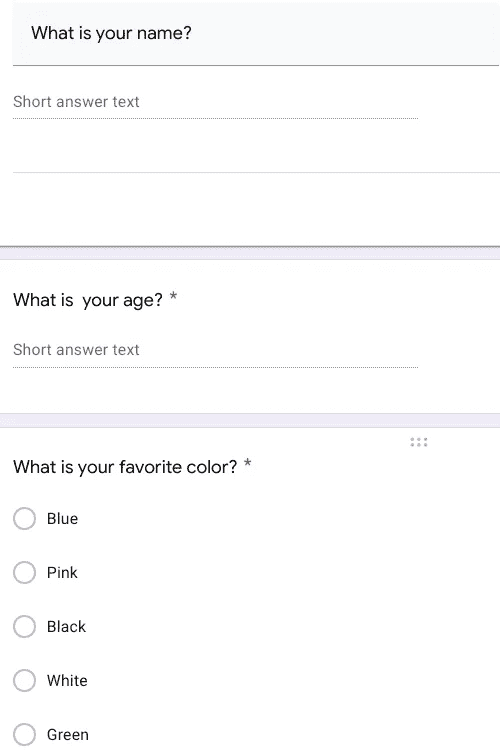 What is your name?
Short answer text
What is  your age? *
Short answer text
What is your favorite color? *
Blue
Pink
Black
White
Green